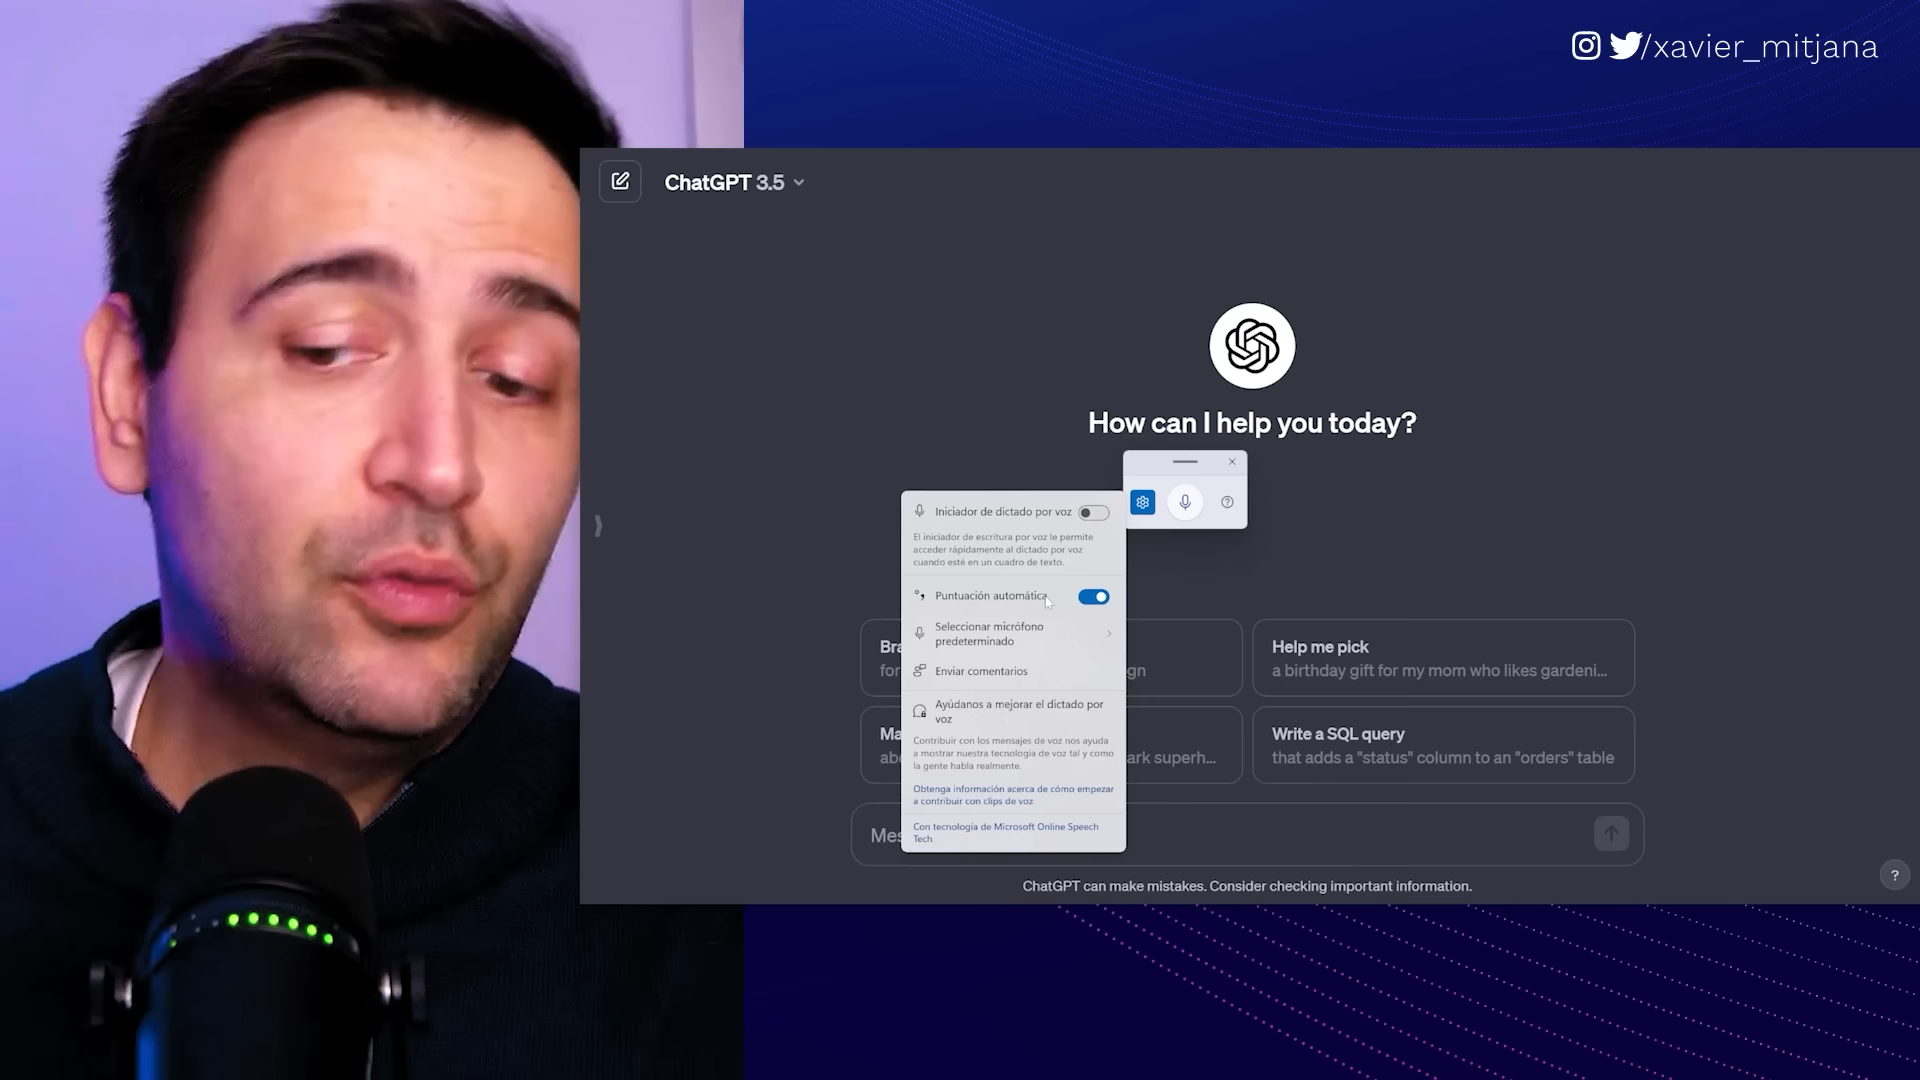 /xavier_mitjana
ChatGPT 3.5
How can I help you today?
Iniciador de dictado por voz
El iniciador de escritura por voz le permite
acceder rápidamente al dictado por voz
cuando esté en un cuadro de texto.
Puntuación automática
Seleccionar micrófono
predeterminado
Enviar comentarios
Ayúdanos a mejorar el dictado por
voz
Contribuir con los mensajes de voz nos ayuda
a mostrar nuestra tecnología de voz tal y como
la gente habla realmente.
Obtenga información acerca de cómo empezar
a contribuir con clips de voz
Con tecnología de Microsoft Online Speech
Tech
Help me pick
a birthday gift for my mom who likes gardeni...
ark superh...
Write a SQL query
that adds a "status" column to an "orders" table
ChatGPT can make mistakes. Consider checking important information.
?